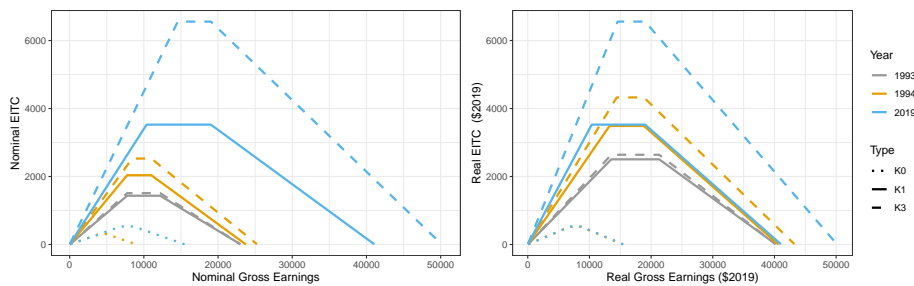 Nominal EITC
6000
4000
2000
0
0
10000
20000
30000
40000
50000
Nominal Gross Earnings
Real EITC ($2019)
6000
4000
2000
0
0
10000
20000
30000
40000
50000
Real Gross Earnings ($2019)
Year
1993
1994
2019
Type
K0
K1
K3